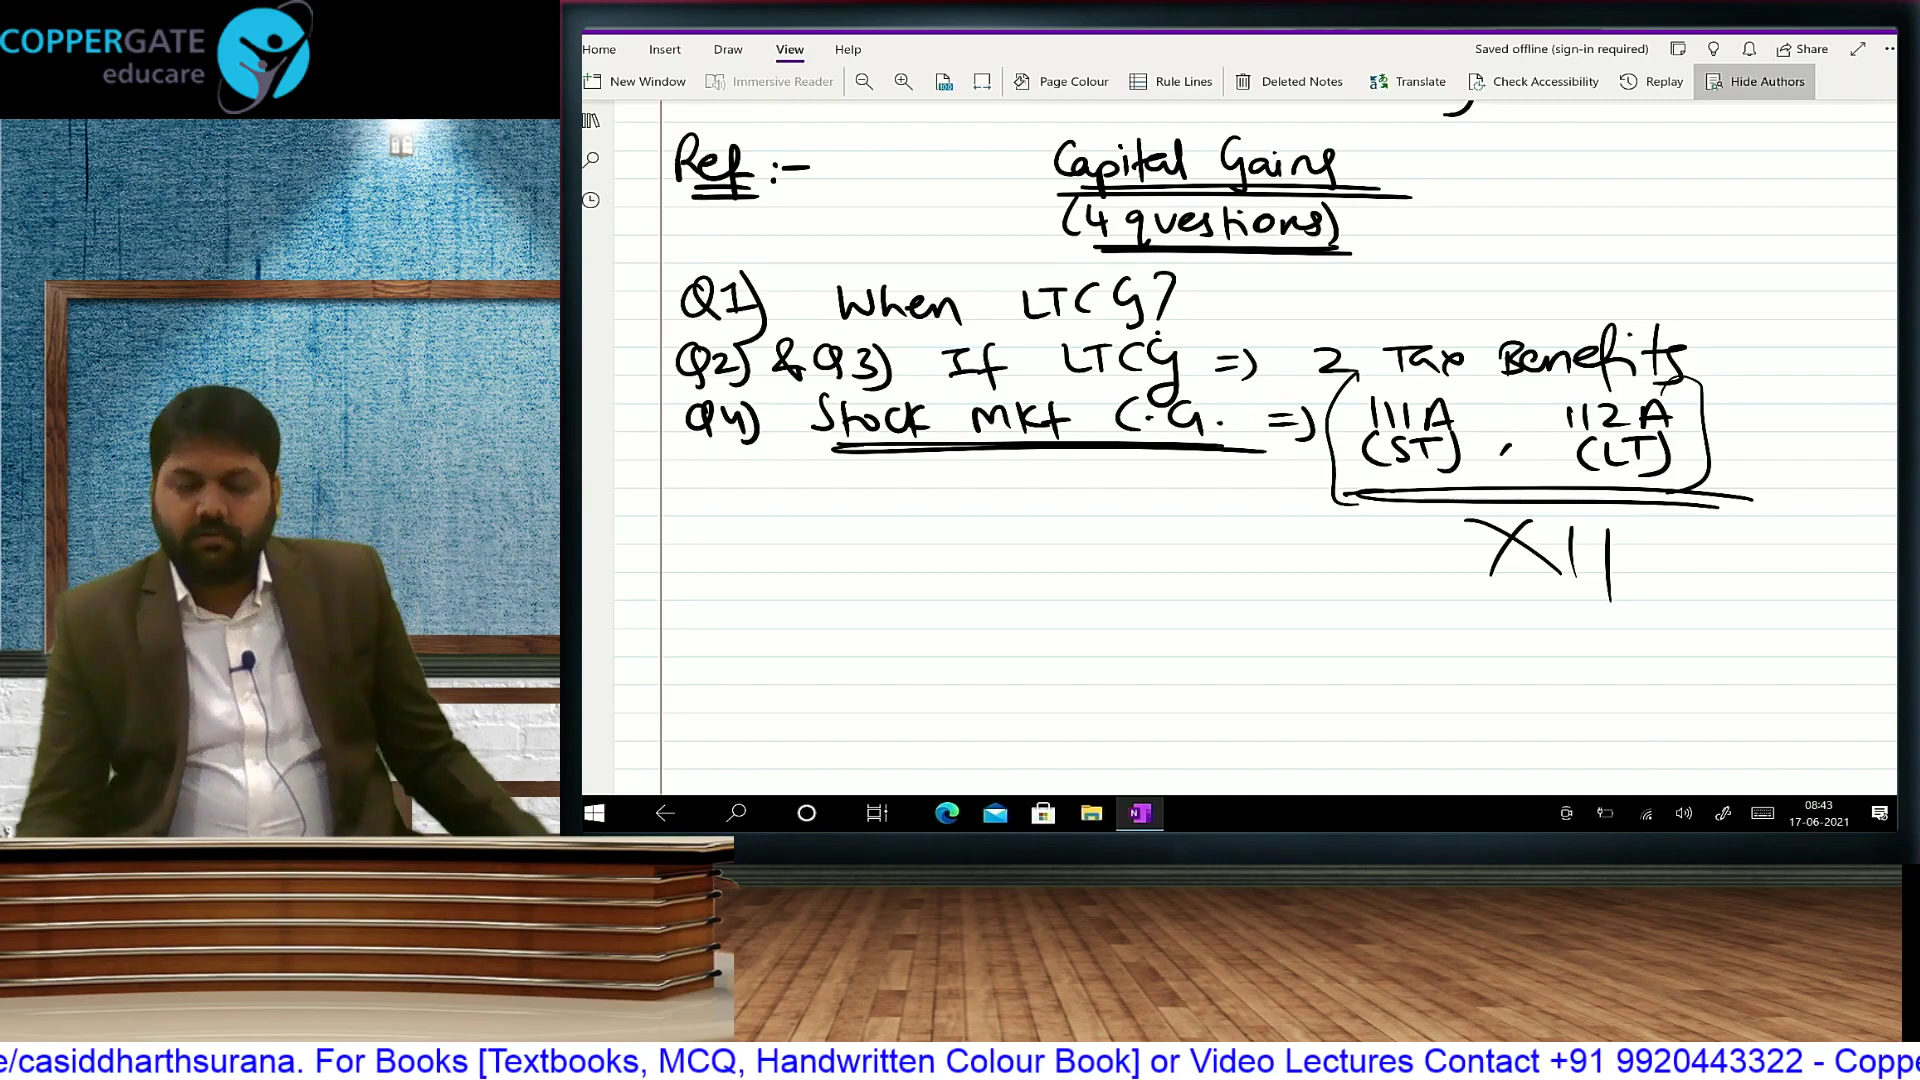 COPPERGATE
educare
Home Insert Draw View Help
Saved offline (sign-in required) Share
New Window Immersive Reader 100 Page Colour Rule Lines Deleted Notes Translate Check Accessibility Replay Hide Authors
Ref :- Capital Gains
(4 questions)
Q1) When LTCG?
Q2) & Q3) If LTCG => 2 Tax Benefits
Q4) Stock Mkt C.G. => 111A 112A
(ST) , (LT)
XII
08:43
17-06-2021
e/casiddharthsurana. For Books [Textbooks, MCQ, Handwritten Colour Book] or Video Lectures Contact +91 9920443322 - Coppe